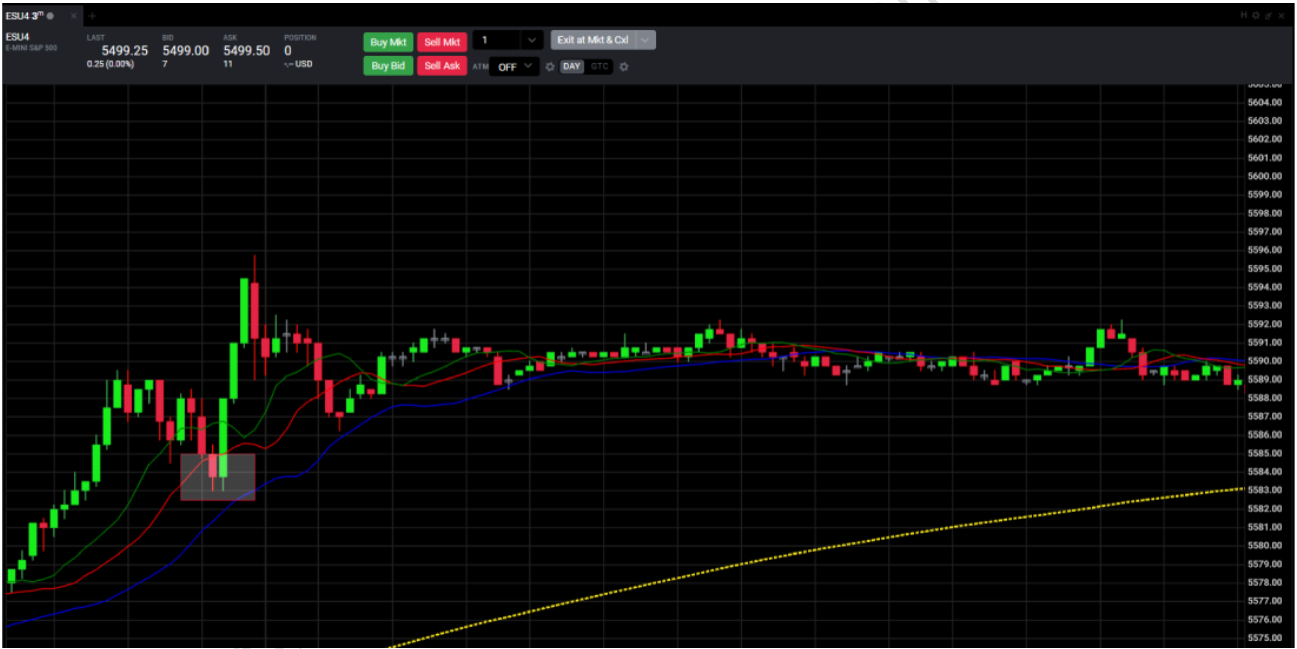 ESU4 3m
ESU4
E-MINI S&P 500
LAST
5499.25
0.25 (0.00%)
BID
5499.00
7
ASK
5499.50
11
POSITION
0
-.-- USD
Buy Mkt
Sell Mkt
1
Exit at Mkt & Cxl
Buy Bid
Sell Ask
ATM
OFF
DAY
GTC
5604.00
5603.00
5602.00
5601.00
5600.00
5599.00
5598.00
5597.00
5596.00
5595.00
5594.00
5593.00
5592.00
5591.00
5590.00
5589.00
5588.00
5587.00
5586.00
5585.00
5584.00
5583.00
5582.00
5581.00
5580.00
5579.00
5578.00
5577.00
5576.00
5575.00